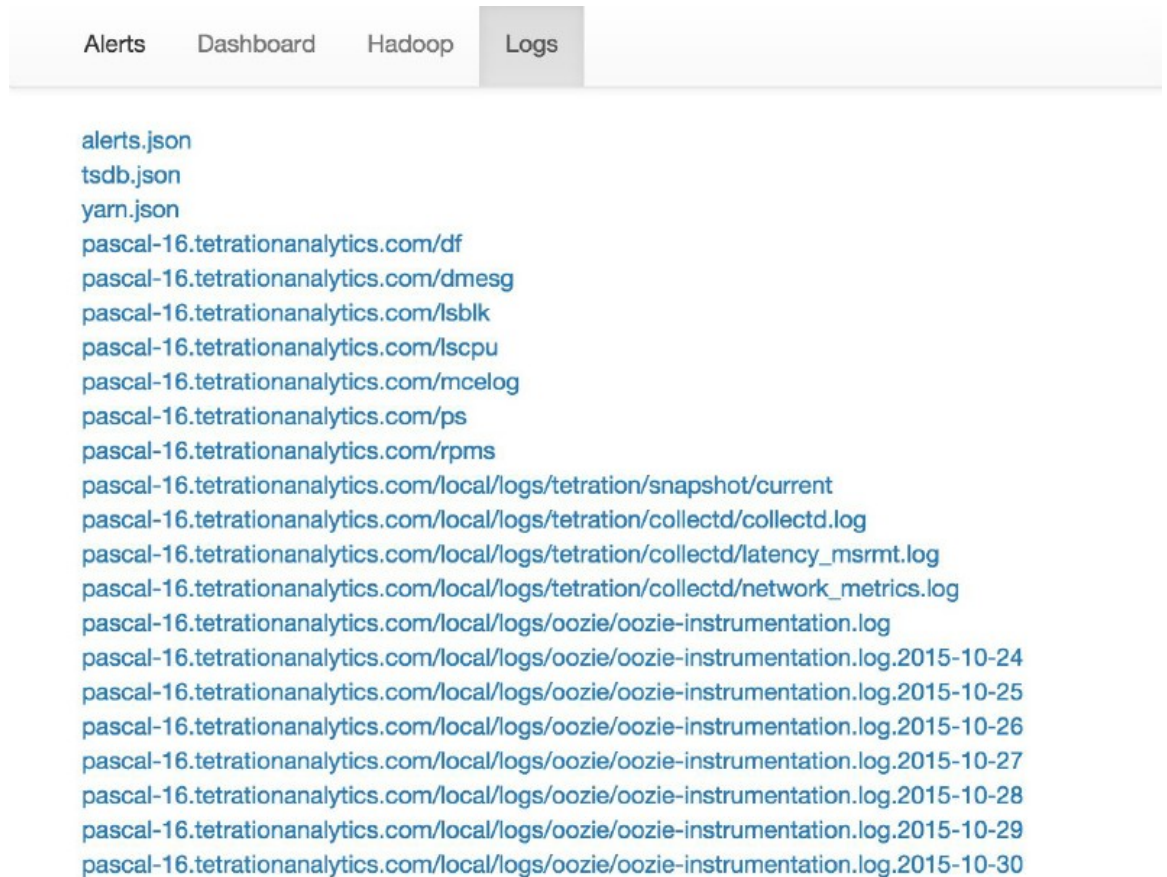 Alerts Dashboard Hadoop Logs
alerts.json
tsdb.json
yarn.json
pascal-16.tetrationanalytics.com/df
pascal-16.tetrationanalytics.com/dmesg
pascal-16.tetrationanalytics.com/lsblk
pascal-16.tetrationanalytics.com/lscpu
pascal-16.tetrationanalytics.com/mcelog
pascal-16.tetrationanalytics.com/ps
pascal-16.tetrationanalytics.com/rpms
pascal-16.tetrationanalytics.com/local/logs/tetration/snapshot/current
pascal-16.tetrationanalytics.com/local/logs/tetration/collectd/collectd.log
pascal-16.tetrationanalytics.com/local/logs/tetration/collectd/latency_msrmt.log
pascal-16.tetrationanalytics.com/local/logs/tetration/collectd/network_metrics.log
pascal-16.tetrationanalytics.com/local/logs/oozie/oozie-instrumentation.log
pascal-16.tetrationanalytics.com/local/logs/oozie/oozie-instrumentation.log.2015-10-24
pascal-16.tetrationanalytics.com/local/logs/oozie/oozie-instrumentation.log.2015-10-25
pascal-16.tetrationanalytics.com/local/logs/oozie/oozie-instrumentation.log.2015-10-26
pascal-16.tetrationanalytics.com/local/logs/oozie/oozie-instrumentation.log.2015-10-27
pascal-16.tetrationanalytics.com/local/logs/oozie/oozie-instrumentation.log.2015-10-28
pascal-16.tetrationanalytics.com/local/logs/oozie/oozie-instrumentation.log.2015-10-29
pascal-16.tetrationanalytics.com/local/logs/oozie/oozie-instrumentation.log.2015-10-30